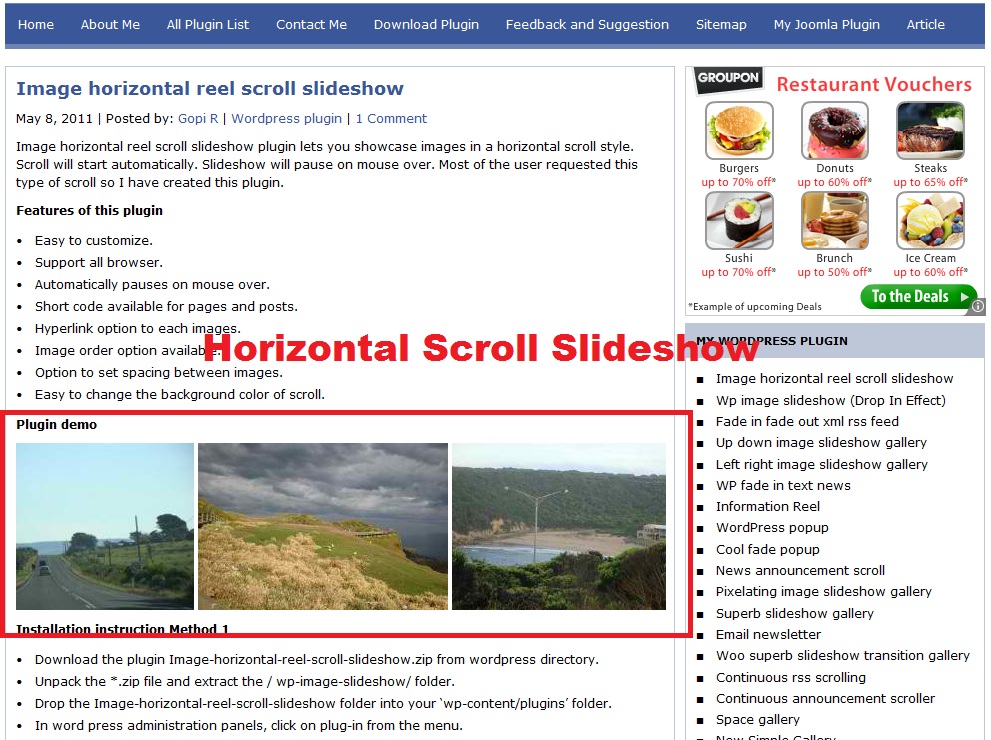 Home About Me All Plugin List Contact Me Download Plugin Feedback and Suggestion Sitemap My Joomla Plugin Article
Image horizontal reel scroll slideshow
May 8, 2011 | Posted by: Gopi R | Wordpress plugin | 1 Comment
Image horizontal reel scroll slideshow plugin lets you showcase images in a horizontal scroll style.
Scroll will start automatically. Slideshow will pause on mouse over. Most of the user requested this
type of scroll so I have created this plugin.
Features of this plugin
• Easy to customize.
• Support all browser.
• Automatically pauses on mouse over.
• Short code available for pages and posts.
• Hyperlink option to each images.
• Image order option available.
• Option to set spacing between images.
• Easy to change the background color of scroll.
Horizontal Scroll Slideshow
Plugin demo
Installation instruction Method 1
• Download the plugin Image-horizontal-reel-scroll-slideshow.zip from wordpress directory.
• Unpack the *.zip file and extract the / wp-image-slideshow/ folder.
• Drop the Image-horizontal-reel-scroll-slideshow folder into your ‘wp-content/plugins’ folder.
• In word press administration panels, click on plug-in from the menu.
GROUPON Restaurant Vouchers
Burgers Donuts Steaks
up to 70% off* up to 60% off* up to 65% off*
Sushi Brunch Ice Cream
up to 70% off* up to 50% off* up to 60% off*
To the Deals
*Example of upcoming Deals
MY WORDPRESS PLUGIN
Image horizontal reel scroll slideshow
Wp image slideshow (Drop In Effect)
Fade in fade out xml rss feed
Up down image slideshow gallery
Left right image slideshow gallery
WP fade in text news
Information Reel
WordPress popup
Cool fade popup
News announcement scroll
Pixelating image slideshow gallery
Superb slideshow gallery
Email newsletter
Woo superb slideshow transition gallery
Continuous rss scrolling
Continuous announcement scroller
Space gallery
New Simple Gallery